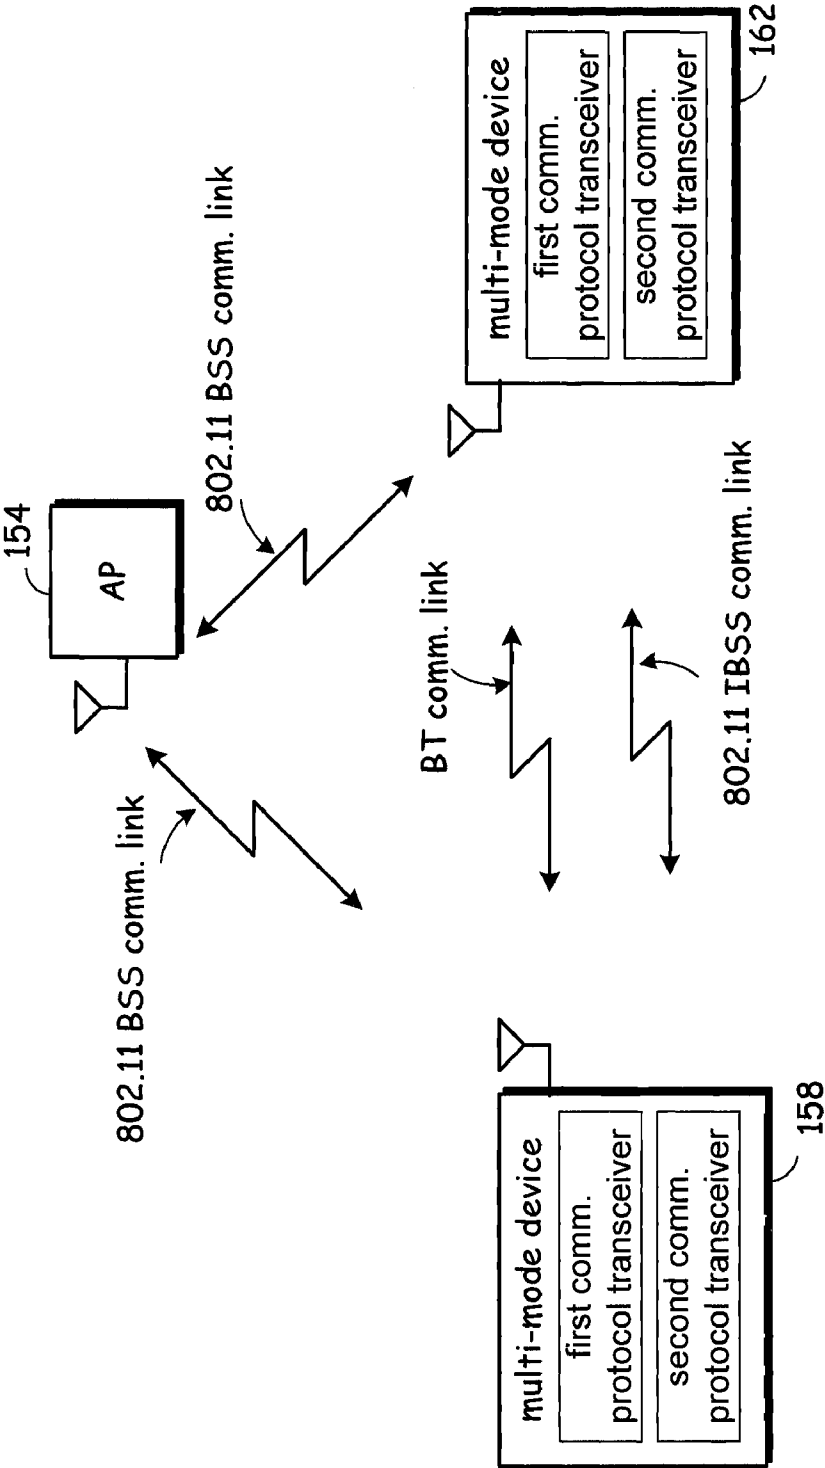 154
AP
802.11 BSS comm. link
802.11 BSS comm. link
BT comm. link
802.11 IBSS comm. link
multi-mode device
first comm.
protocol transceiver
second comm.
protocol transceiver
158
multi-mode device
first comm.
protocol transceiver
second comm.
protocol transceiver
162